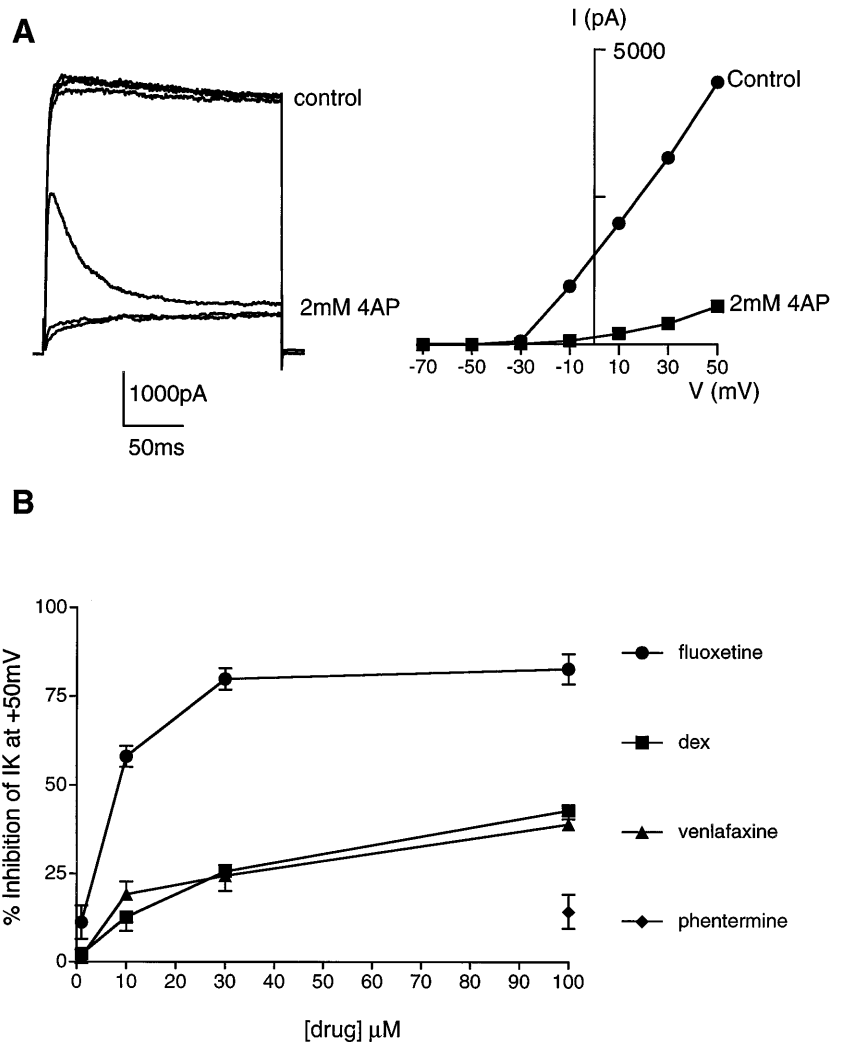 A
control
2mM 4AP
1000pA
50ms
I (pA)
5000
Control
2mM 4AP
-70 -50 -30 -10 10 30 50
V (mV)
B
% Inhibition of IK at +50mV
100
75
50
25
0
0 10 20 30 40 50 60 70 80 90 100
[drug] µM
fluoxetine
dex
venlafaxine
phentermine